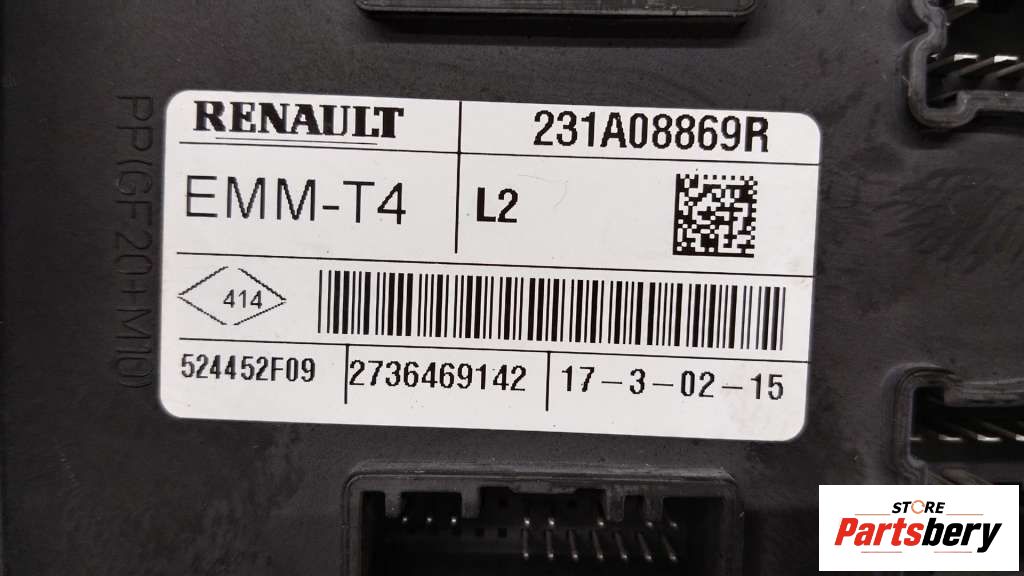 PP(GF20+M10)
RENAULT
231A08869R
EMM-T4
L2
414
524452F09
2736469142
17-3-02-15
STORE
Partsbery